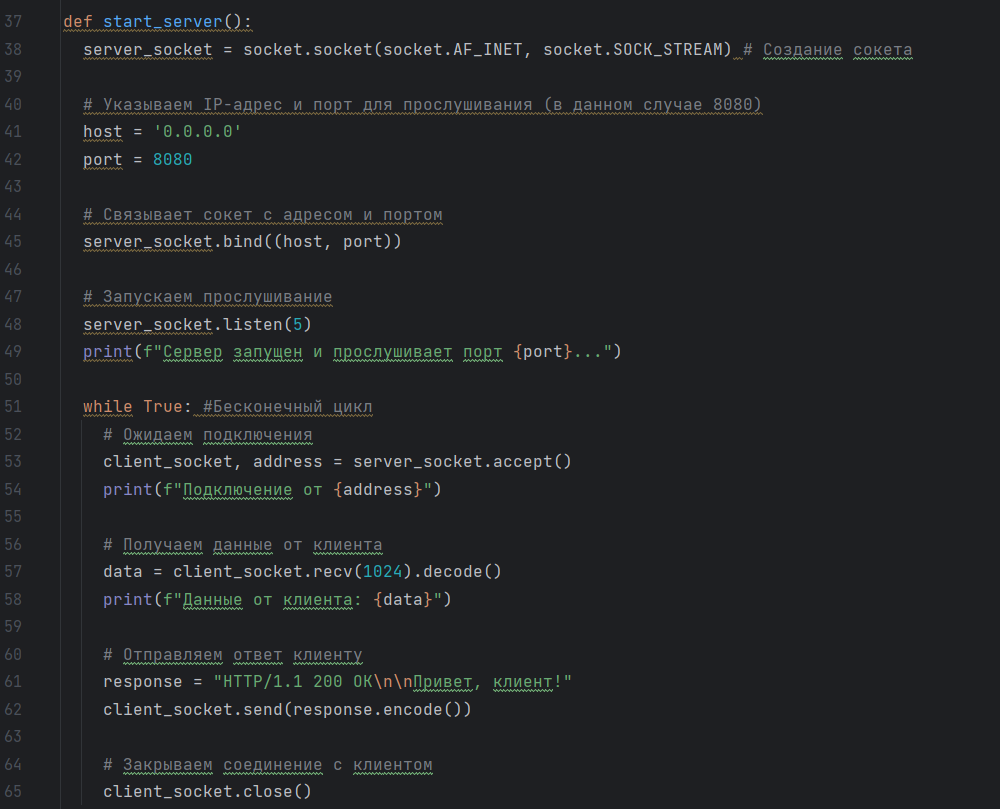 37 def start_server():
38 server_socket = socket.socket(socket.AF_INET, socket.SOCK_STREAM) # Создание сокета
39
40 # Указываем IP-адрес и порт для прослушивания (в данном случае 8080)
41 host = '0.0.0.0'
42 port = 8080
43
44 # Связывает сокет с адресом и портом
45 server_socket.bind((host, port))
46
47 # Запускаем прослушивание
48 server_socket.listen(5)
49 print(f"Сервер запущен и прослушивает порт {port}...")
50
51 while True: #Бесконечный цикл
52 # Ожидаем подключения
53 client_socket, address = server_socket.accept()
54 print(f"Подключение от {address}")
55
56 # Получаем данные от клиента
57 data = client_socket.recv(1024).decode()
58 print(f"Данные от клиента: {data}")
59
60 # Отправляем ответ клиенту
61 response = "HTTP/1.1 200 OK\n\nПривет, клиент!"
62 client_socket.send(response.encode())
63
64 # Закрываем соединение с клиентом
65 client_socket.close()